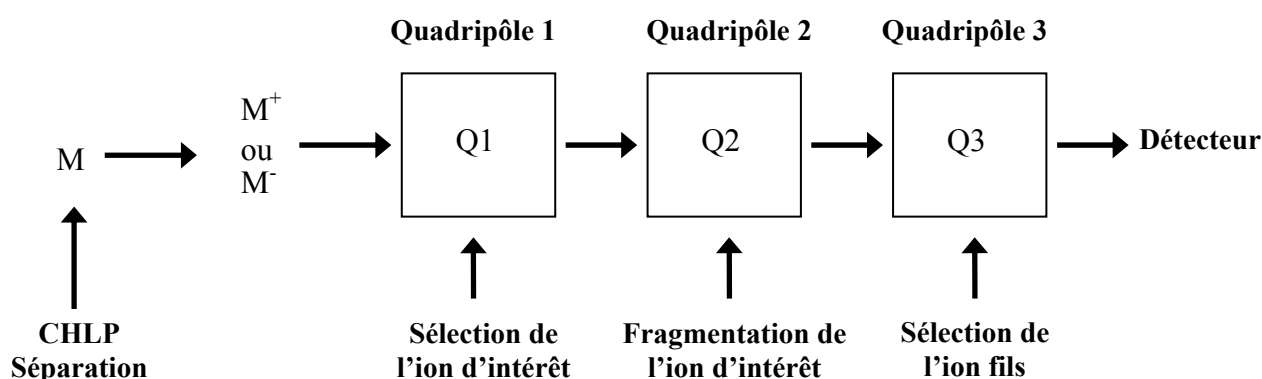 Quadripôle 1
Quadripôle 2
Quadripôle 3
M
M+
ou
M-
Q1
Q2
Q3
Détecteur
CHLP
Séparation
Sélection de
l'ion d'intérêt
Fragmentation de
l'ion d'intérêt
Sélection de
l'ion fils